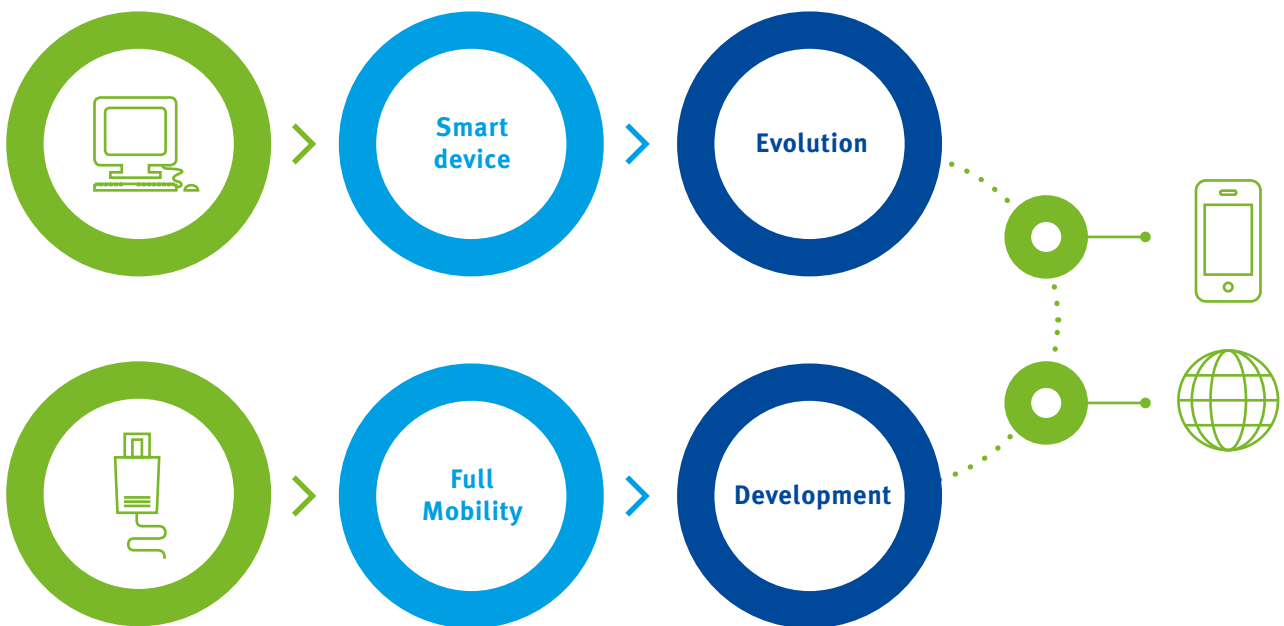 Smart
device
Evolution
Full
Mobility
Development